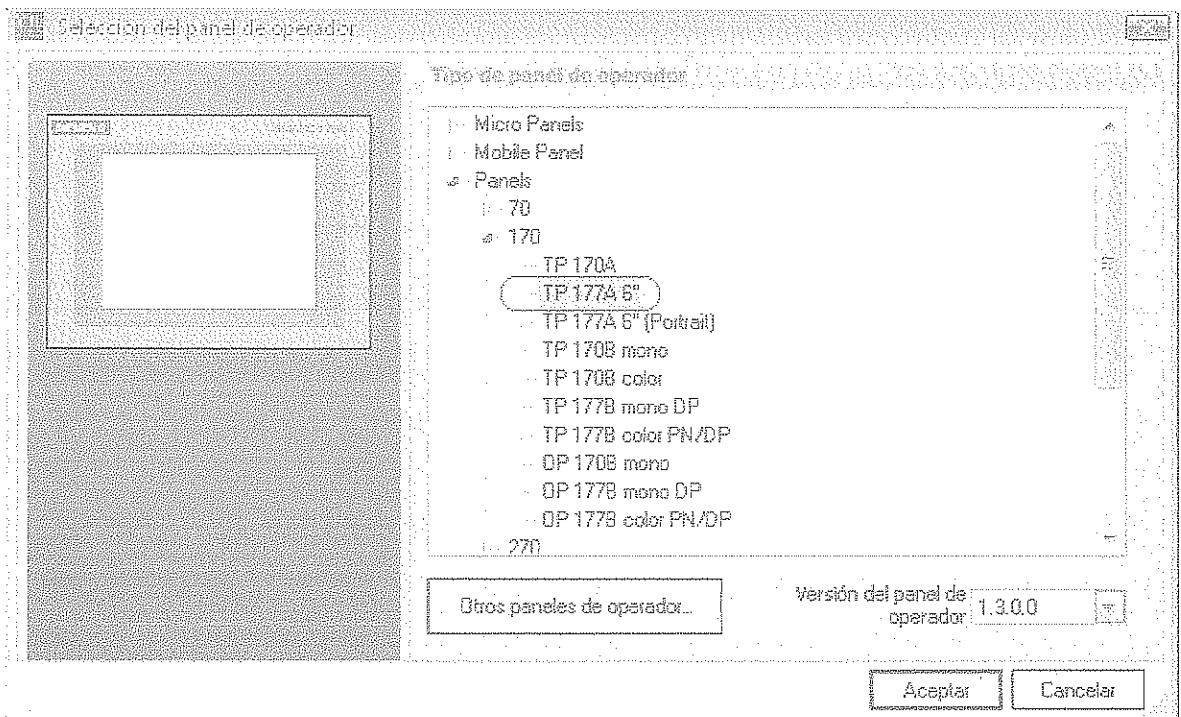 Selección del panel de operador
Tipo de panel de operador
Micro Panels
Mobile Panel
Panels
70
170
TP 170A
TP 177A 6"
TP 177A 6" (Portrait)
TP 170B mono
TP 170B color
TP 177B mono DP
TP 177B color PN/DP
OP 170B mono
OP 177B mono DP
OP 177B color PN/DP
270
Otros paneles de operador...
Versión del panel de
operador
1.3.0.0
Aceptar
Cancelar